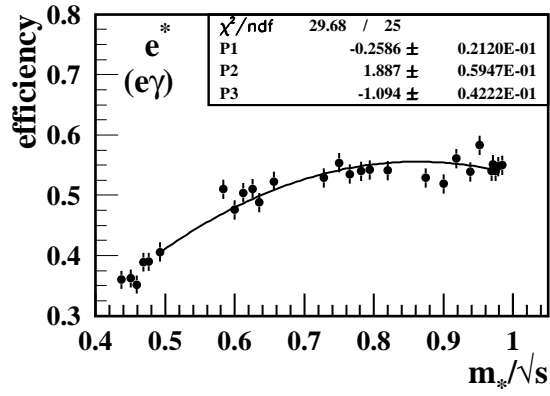 efficiency
0.8
0.7
0.6
0.5
0.4
0.3
e*
(eγ)
χ²/ndf 29.68 / 25
P1 -0.2586 ± 0.2120E-01
P2 1.887 ± 0.5947E-01
P3 -1.094 ± 0.4222E-01
0.4 0.5 0.6 0.7 0.8 0.9 1
m*/√s